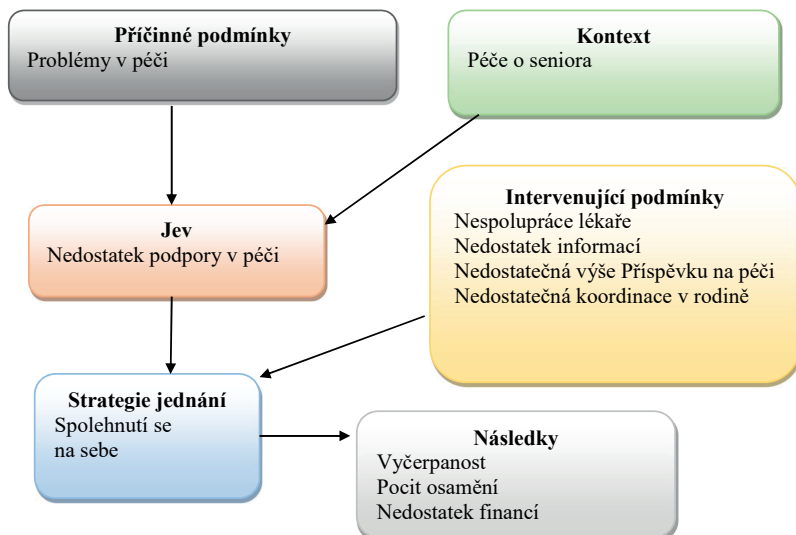 Příčinné podmínky
Problémy v péči
Kontext
Péče o seniora
Jev
Nedostatek podpory v péči
Intervenující podmínky
Nespolupráce lékaře
Nedostatek informací
Nedostatečná výše Příspěvku na péči
Nedostatečná koordinace v rodině
Strategie jednání
Spolehnutí se
na sebe
Následky
Vyčerpanost
Pocit osamění
Nedostatek financí